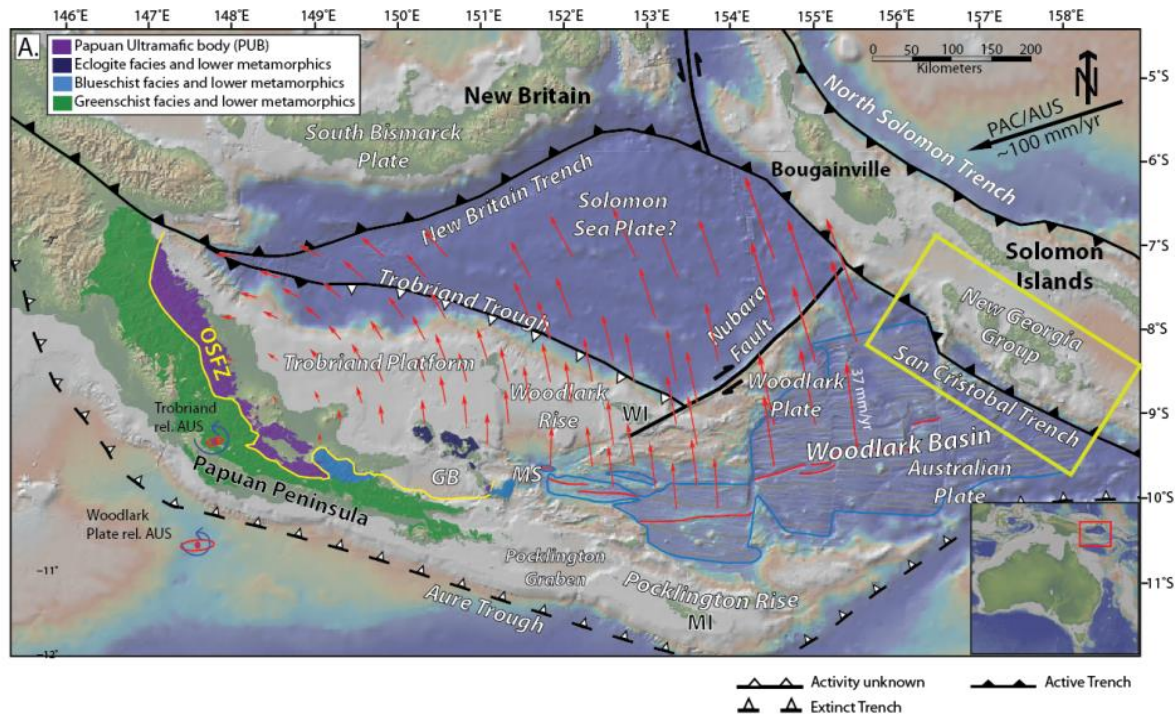 146°E 147°E 148°E 149°E 150°E 151°E 152°E 153°E 154°E 155°E 156°E 157°E 158°E
A.
Papuan Ultramafic body (PUB)
Eclogite facies and lower metamorphics
Blueschist facies and lower metamorphics
Greenschist facies and lower metamorphics
0 50 100 150 200
Kilometers
N
PAC/AUS
~100 mm/yr
5°S
6°S
7°S
8°S
9°S
10°S
11°S
New Britain
South Bismarck
Plate
North Solomon Trench
Bougainville
New Britain Trench
Solomon
Sea Plate?
Solomon
Islands
Trobriand Trough
Nubara
Fault
New Georgia
Group
OSFZ
Trobriand Platform
Woodlark
Rise
WI
Woodlark
Plate
37 mm/yr
San Cristobal Trench
Trobriand
rel. AUS
Woodlark Basin
Australian
Plate
GB
MS
Papuan Peninsula
Woodlark
Plate rel. AUS
Pocklington
Graben
Pocklington Rise
MI
Aure Trough
-11°
-12°
Activity unknown
Active Trench
Extinct Trench